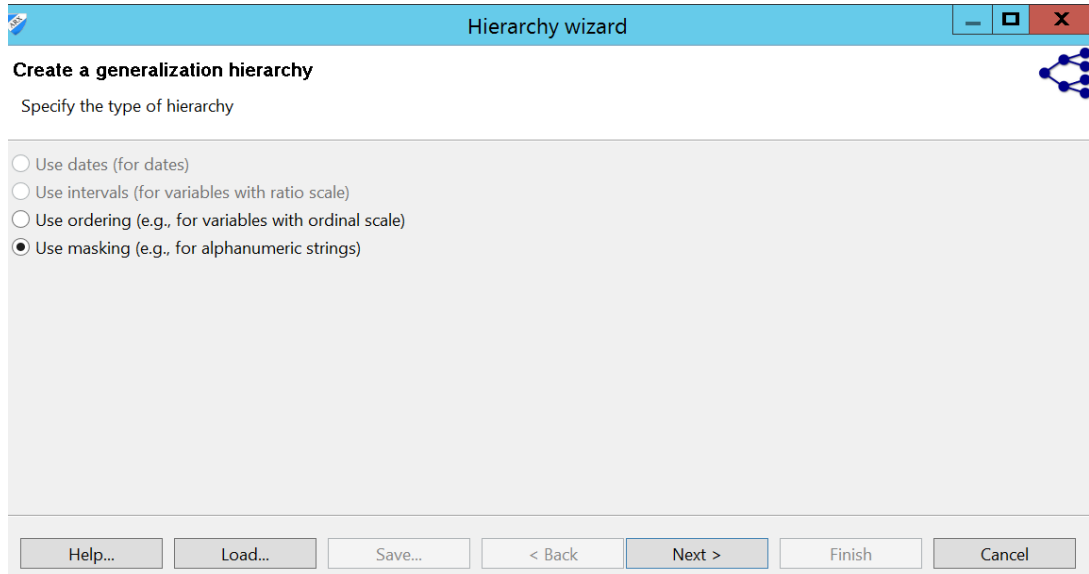 ARX
Hierarchy wizard
Create a generalization hierarchy
Specify the type of hierarchy
Use dates (for dates)
Use intervals (for variables with ratio scale)
Use ordering (e.g., for variables with ordinal scale)
Use masking (e.g., for alphanumeric strings)
Help... Load... Save... < Back Next > Finish Cancel